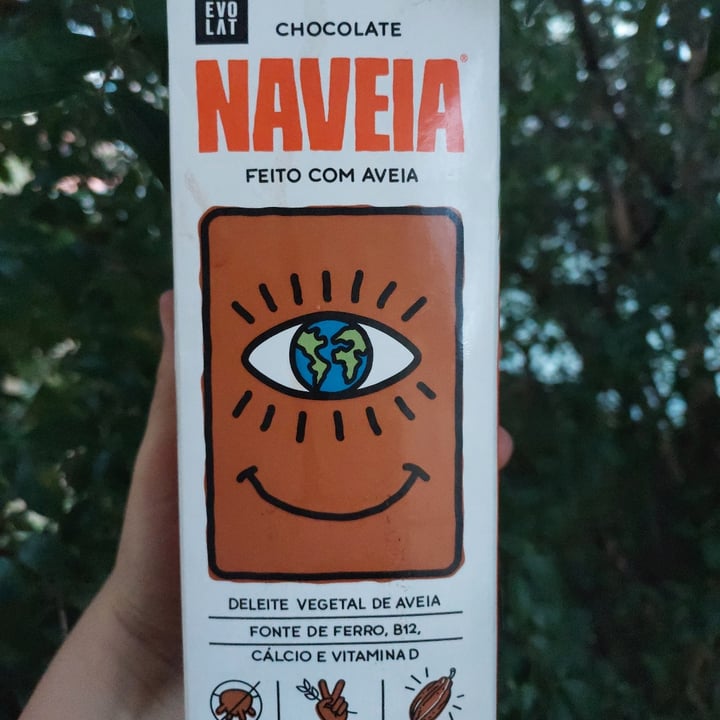 EVO
LAT
CHOCOLATE
NAVEIA®
FEITO COM AVEIA
DELEITE VEGETAL DE AVEIA
FONTE DE FERRO, B12,
CÁLCIO E VITAMINA D